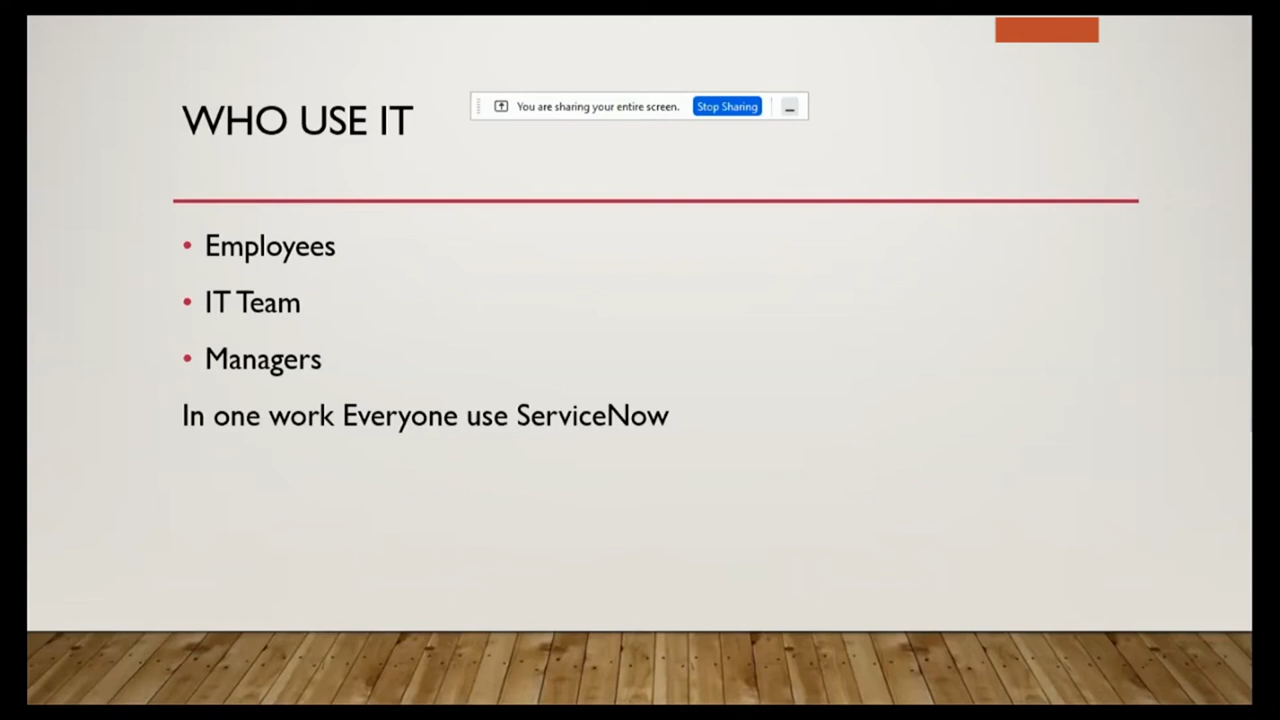 WHO USE IT
You are sharing your entire screen. Stop Sharing
• Employees
• IT Team
• Managers
In one work Everyone use ServiceNow